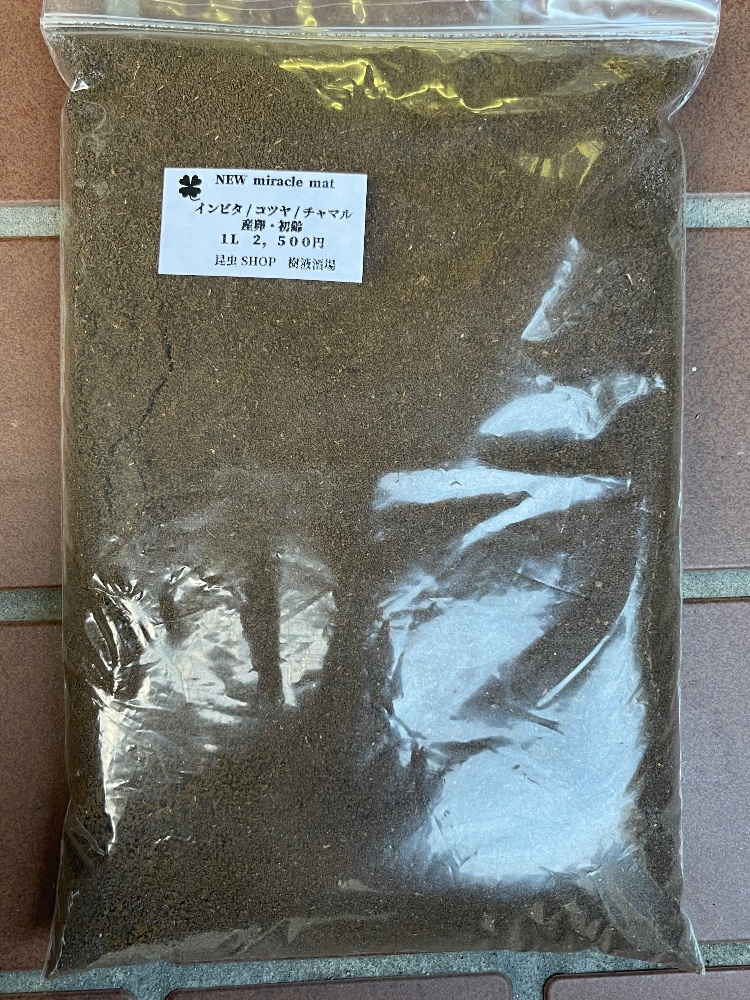 NEW miracle mat
インビタ/コツヤ/チャマル
産卵・初齢
1L 2,500円
昆虫SHOP 樹液酒場